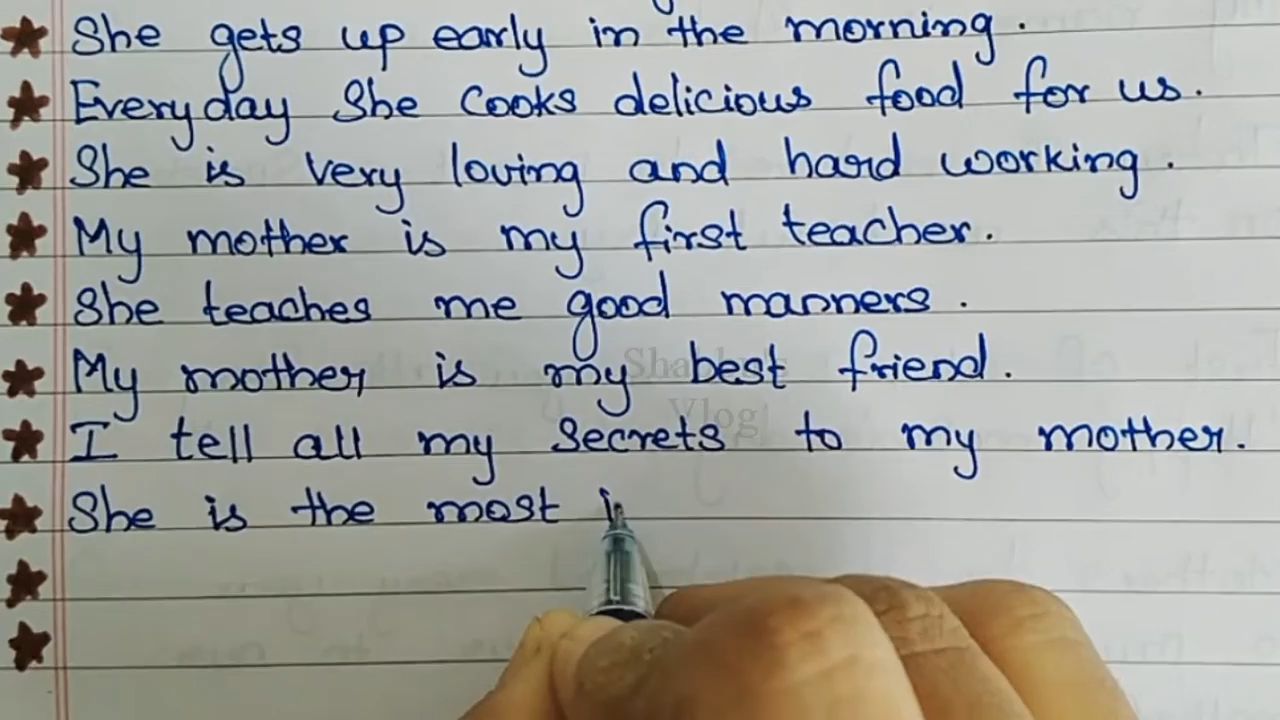 She gets up early in the morning.
Everyday She Cooks delicious food for us.
She is very loving and hard working.
My mother is my first teacher.
She teaches me good manners.
My mother is my best friend.
I tell all my Secrets to my mother.
She is the most i
Vlog